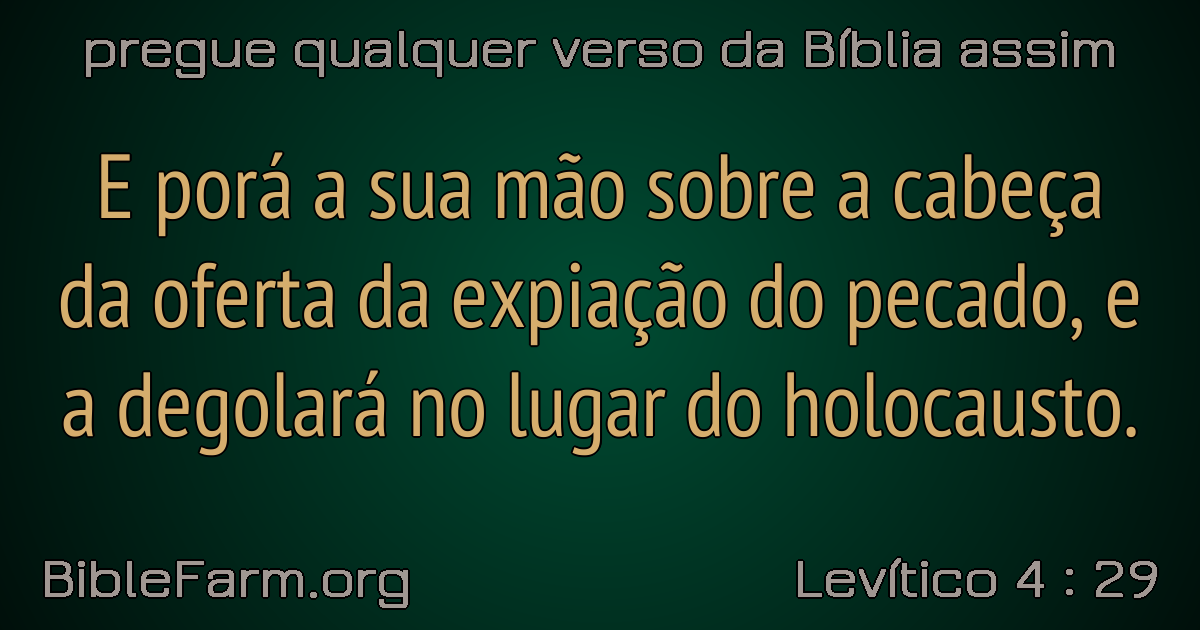 pregue qualquer verso da Bíblia assim
E porá a sua mão sobre a cabeça
da oferta da expiação do pecado, e
a degolará no lugar do holocausto.
BibleFarm.org
Levítico 4 : 29